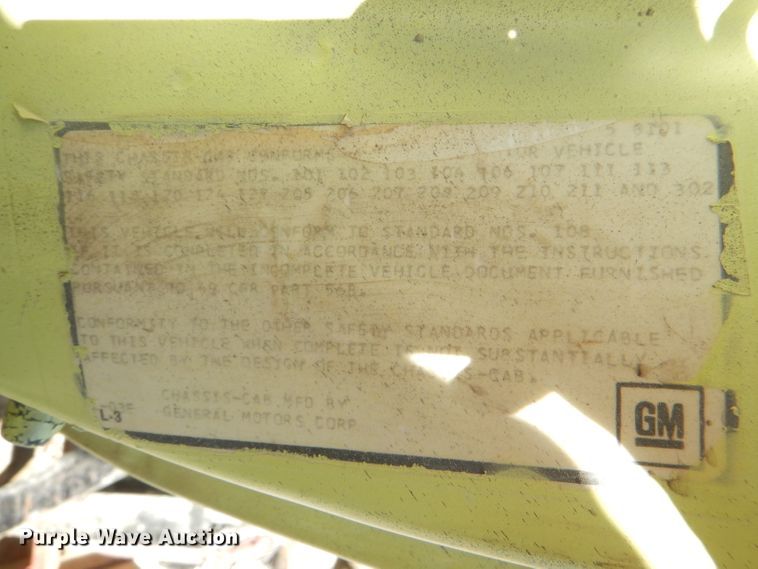 THIS CHASSIS-CAB CONFORMS VEHICLE
SAFETY STANDARD NOS. 101 102 103 104 106 107 111 113
116 118 120 124 125 205 206 207 208 209 210 211 AND 302
THIS VEHICLE WILL CONFORM TO STANDARD NOS. 108
IF IT IS COMPLETED IN ACCORDANCE WITH THE INSTRUCTIONS
CONTAINED IN THE INCOMPLETE VEHICLE DOCUMENT FURNISHED
PURSUANT TO 49 CFR PART 568.
CONFORMITY TO THE OTHER SAFETY STANDARDS APPLICABLE
TO THIS VEHICLE WHEN COMPLETE IS NOT SUBSTANTIALLY
AFFECTED BY THE DESIGN OF THE CHASSIS-CAB.
CHASSIS-CAB MFD BY
L-3 GENERAL MOTORS CORP
GM
Purple Wave Auction